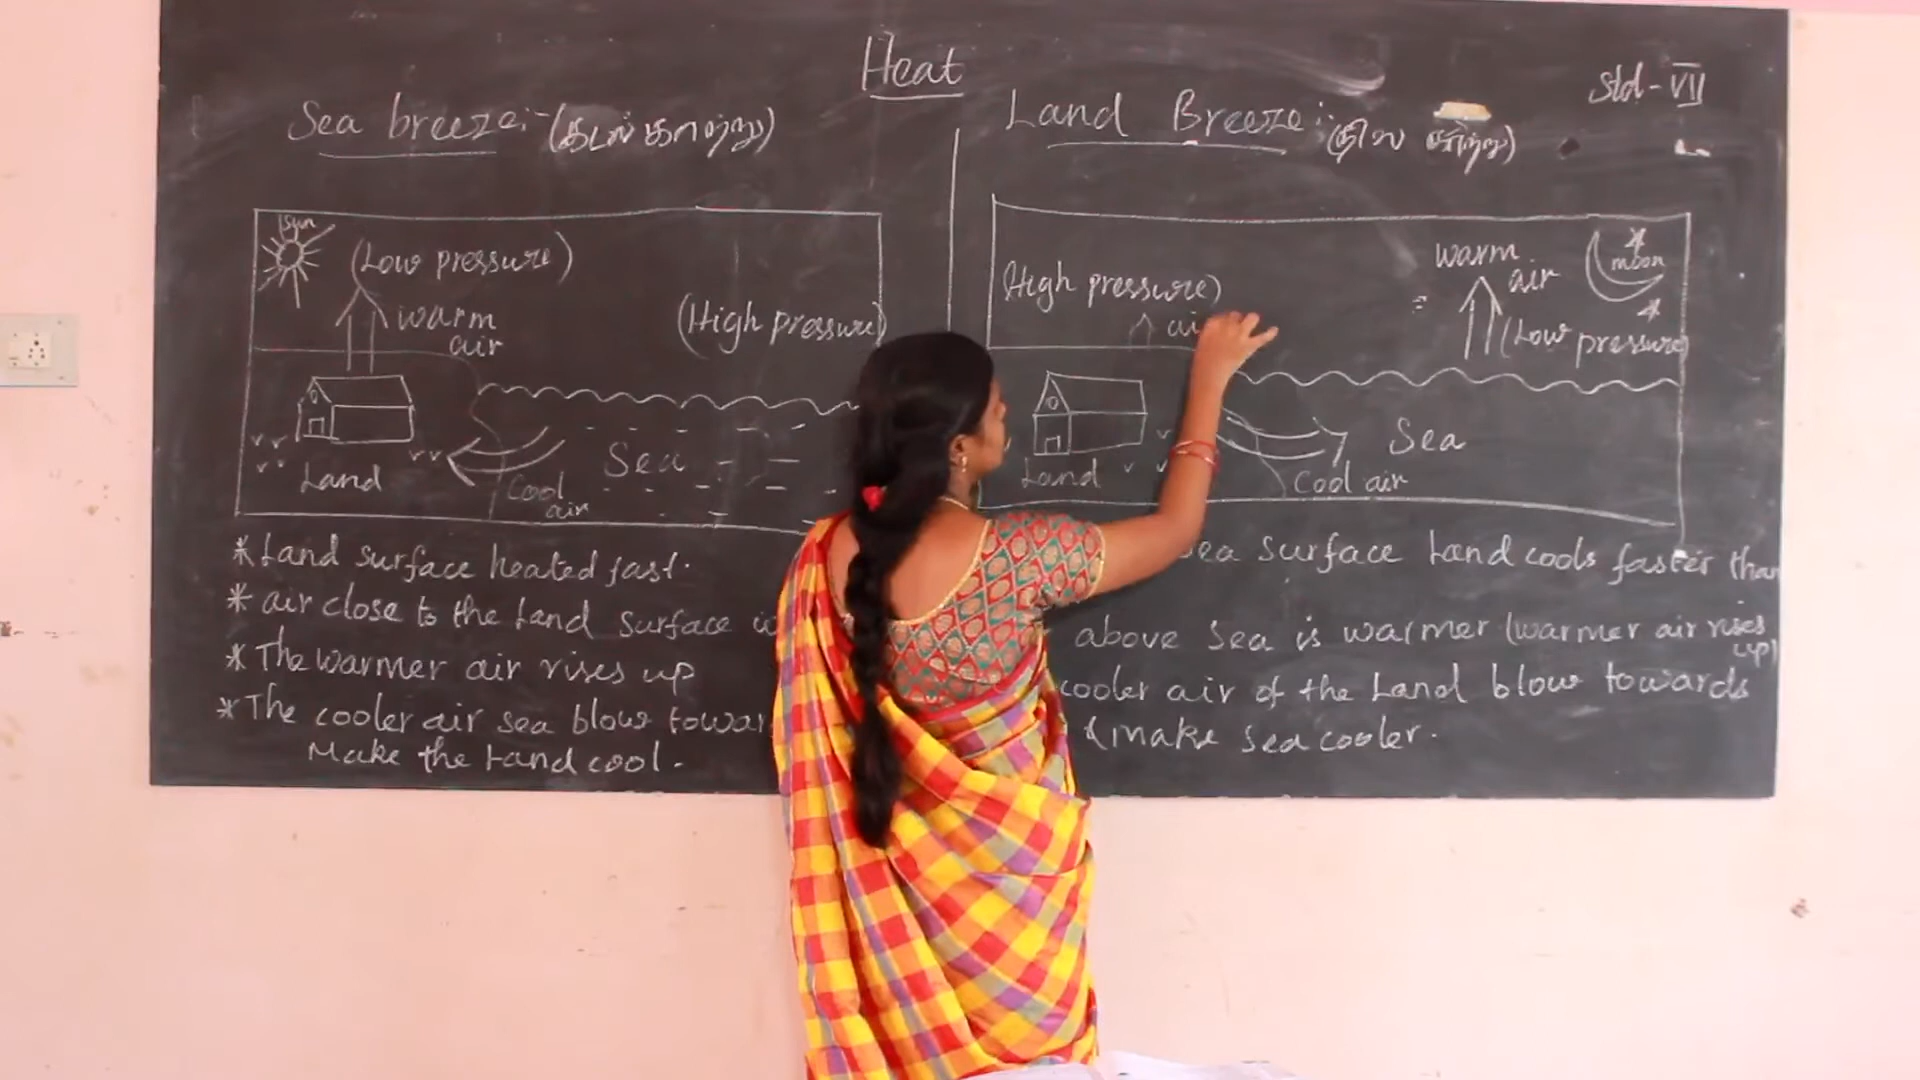 Heat
Std-VII
Sea breeze:- (கடல் காற்று)
sun
(Low pressure)
warm
air
(High pressure)
Land
Sea
Cool
air
* Land surface heated fast.
* air close to the Land surface
* The warmer air rises up
* The cooler air sea blow
Make the Land cool.
Land Breeze:- (நில காற்று)
(High pressure)
warm
air
moon
(Low pressure)
Land
Sea
Cool air
surface Land cools faster than
above sea is warmer (warmer air rises
up)
cooler air of the Land blow towards
& make sea cooler.